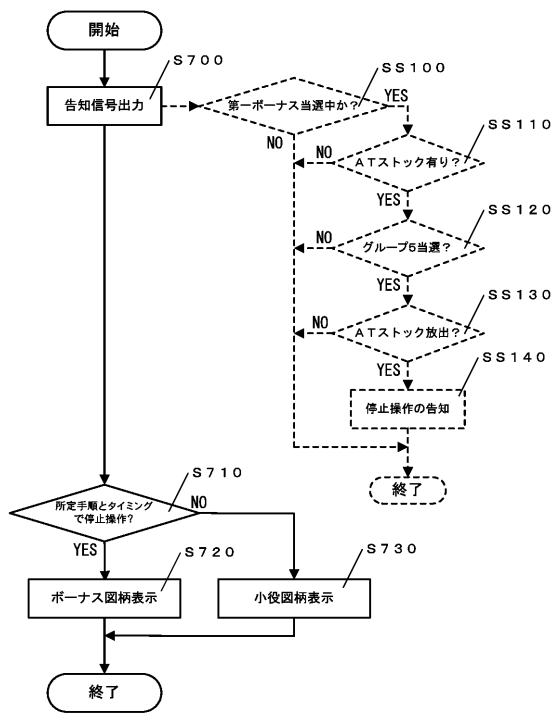 開始
S700
告知信号出力
SS100
第一ボーナス当選中か?
YES
NO
SS110
ATストック有り?
NO
YES
SS120
グループ5当選?
NO
YES
SS130
ATストック放出?
NO
YES
SS140
停止操作の告知
終了
S710
所定手順とタイミング
で停止操作?
NO
YES
S720
ボーナス図柄表示
S730
小役図柄表示
終了